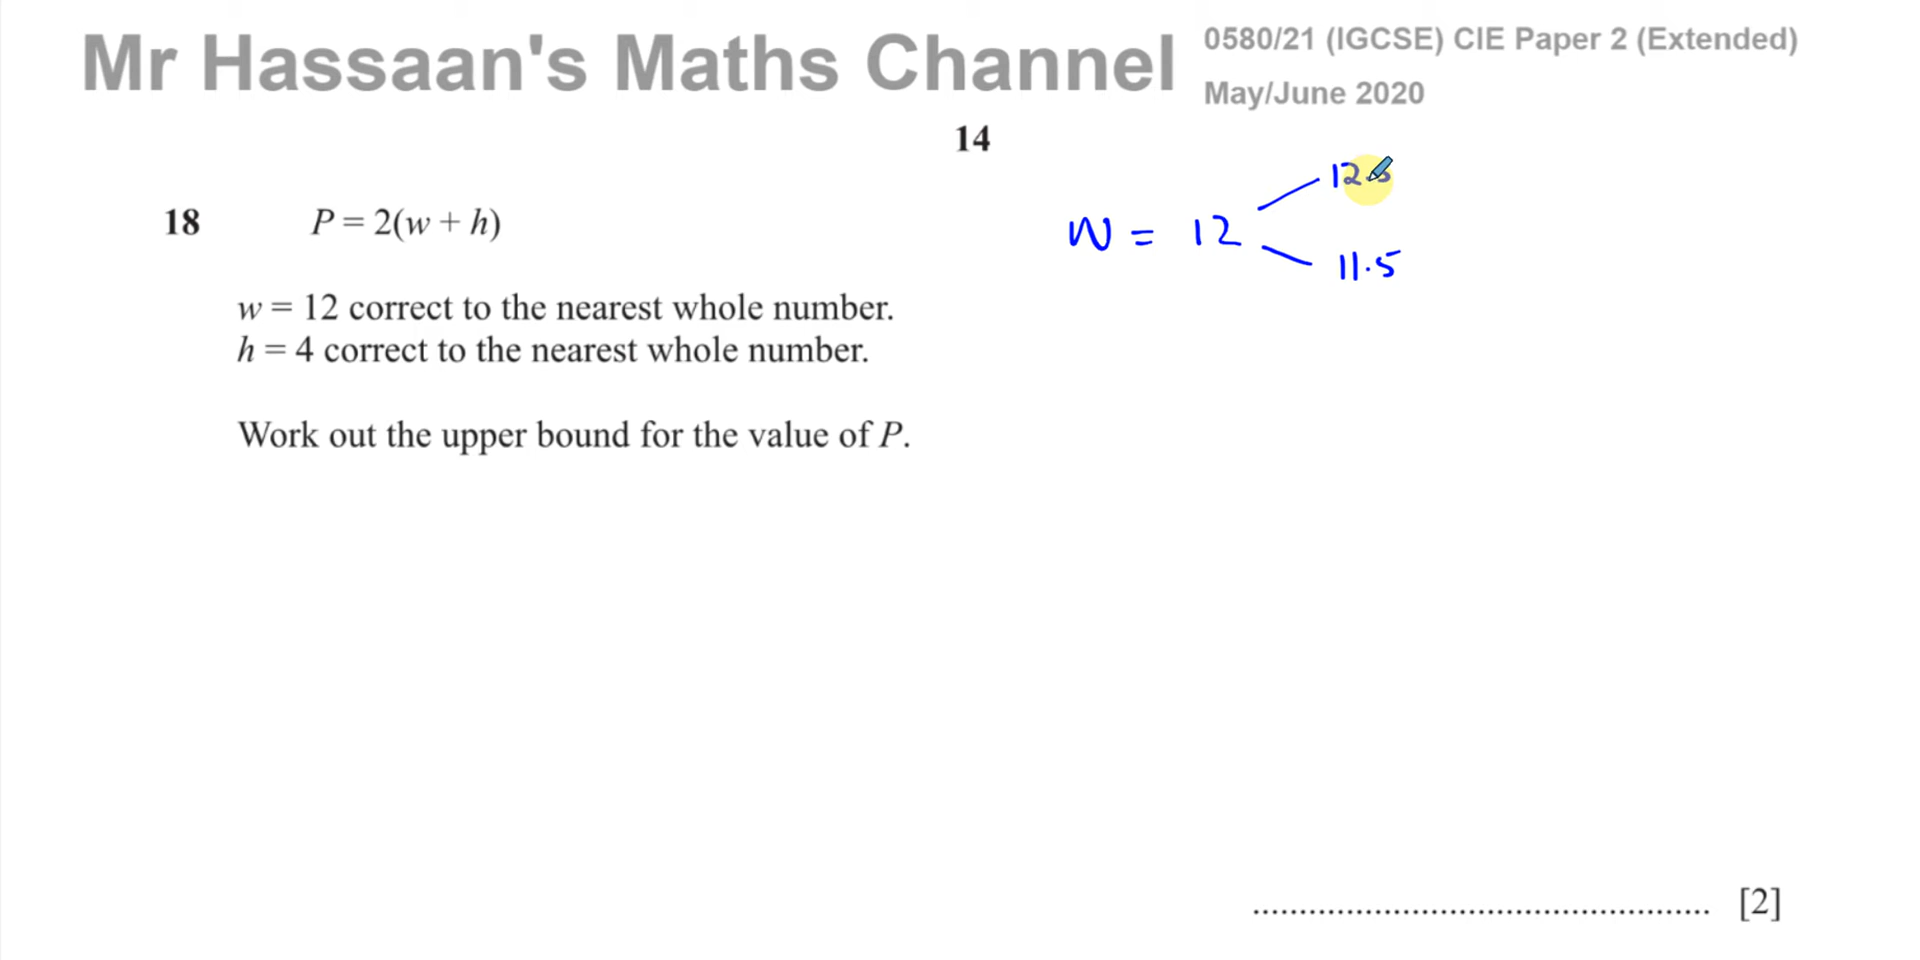 Mr Hassaan's Maths Channel
0580/21 (IGCSE) CIE Paper 2 (Extended)
May/June 2020
14
18 P = 2(w + h)
w = 12 correct to the nearest whole number.
h = 4 correct to the nearest whole number.
Work out the upper bound for the value of P.
W = 12
11.5
................................................ [2]